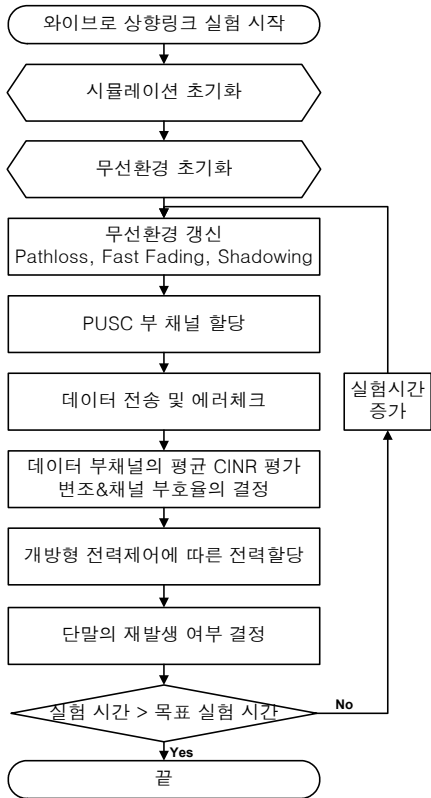 와이브로 상향링크 실험 시작
시뮬레이션 초기화
무선환경 초기화
무선환경 갱신
Pathloss, Fast Fading, Shadowing
PUSC 부 채널 할당
데이터 전송 및 에러체크
실험시간
증가
데이터 부채널의 평균 CINR 평가
변조&채널 부호율의 결정
개방형 전력제어에 따른 전력할당
단말의 재발생 여부 결정
실험 시간 > 목표 실험 시간
No
Yes
끝